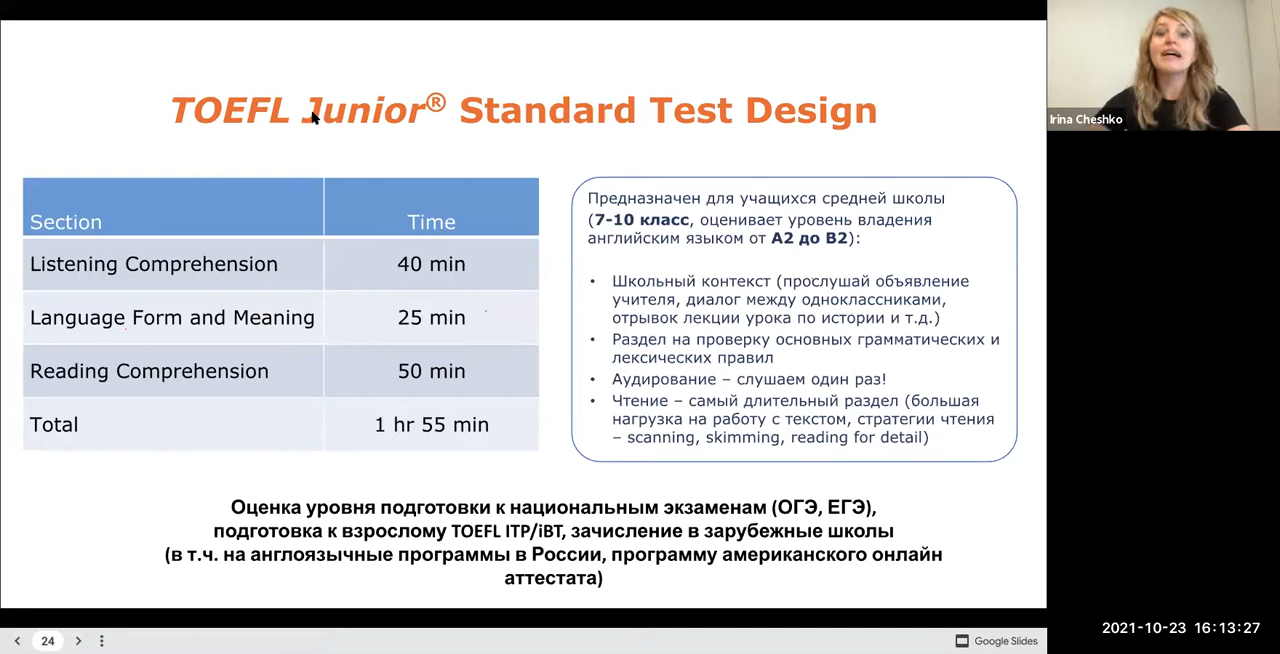 TOEFL Junior® Standard Test Design
Section Time
Listening Comprehension 40 min
Language Form and Meaning 25 min
Reading Comprehension 50 min
Total 1 hr 55 min
Предназначен для учащихся средней школы
(7-10 класс, оценивает уровень владения
английским языком от A2 до B2):
• Школьный контекст (прослушай объявление
учителя, диалог между одноклассниками,
отрывок лекции урока по истории и т.д.)
• Раздел на проверку основных грамматических и
лексических правил
• Аудирование – слушаем один раз!
• Чтение – самый длительный раздел (большая
нагрузка на работу с текстом, стратегии чтения
– scanning, skimming, reading for detail)
Оценка уровня подготовки к национальным экзаменам (ОГЭ, ЕГЭ),
подготовка к взрослому TOEFL ITP/iBT, зачисление в зарубежные школы
(в т.ч. на англоязычные программы в России, программу американского онлайн
аттестата)
24
Google Slides
Irina Cheshko
2021-10-23 16:13:27